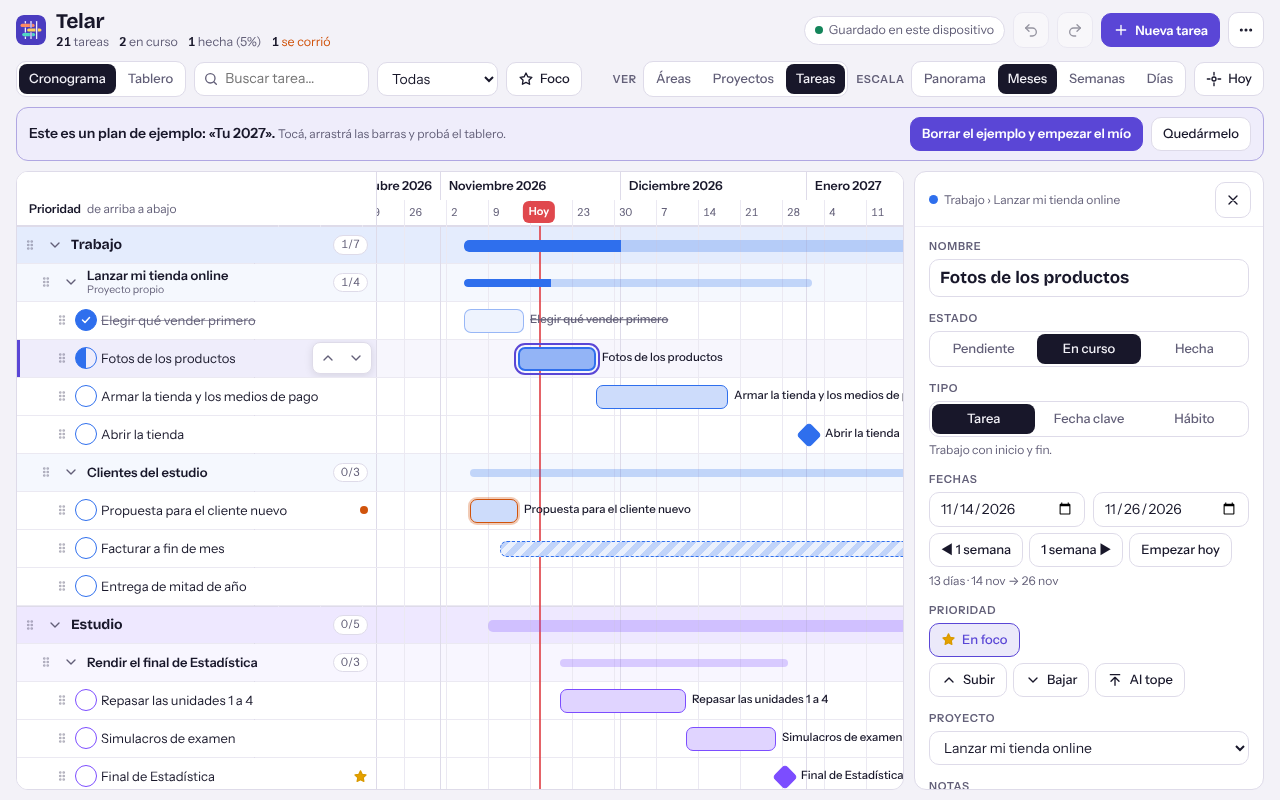 Telar
21 tareas 2 en curso 1 hecha (5%) 1 se corrió
Guardado en este dispositivo
Nueva tarea
Cronograma Tablero
Buscar tarea...
Todas
Foco
VER Áreas Proyectos Tareas
ESCALA Panorama Meses Semanas Días
Hoy
Este es un plan de ejemplo: «Tu 2027». Tocá, arrastrá las barras y probá el tablero.
Borrar el ejemplo y empezar el mío
Quedármelo
Prioridad de arriba a abajo
ubre 2026 Noviembre 2026 Diciembre 2026 Enero 2027
26 2 9 Hoy 23 30 7 14 21 28 4 11
Trabajo 1/7
Lanzar mi tienda online 1/4
Proyecto propio
Elegir qué vender primero Elegir qué vender primero
Fotos de los productos Fotos de los productos
Armar la tienda y los medios de pago Armar la tienda y los medios de p
Abrir la tienda Abrir la tienda
Clientes del estudio 0/3
Propuesta para el cliente nuevo Propuesta para el cliente nuevo
Facturar a fin de mes
Entrega de mitad de año
Estudio 0/5
Rendir el final de Estadística 0/3
Repasar las unidades 1 a 4 Repasar las unidades 1 a 4
Simulacros de examen Simulacros de examen
Final de Estadística Final de Estadística
Trabajo › Lanzar mi tienda online
NOMBRE
Fotos de los productos
ESTADO
Pendiente En curso Hecha
TIPO
Tarea Fecha clave Hábito
Trabajo con inicio y fin.
FECHAS
11/14/2026 11/26/2026
◀ 1 semana 1 semana ▶ Empezar hoy
13 días · 14 nov → 26 nov
PRIORIDAD
En foco
Subir Bajar Al tope
PROYECTO
Lanzar mi tienda online
NOTAS